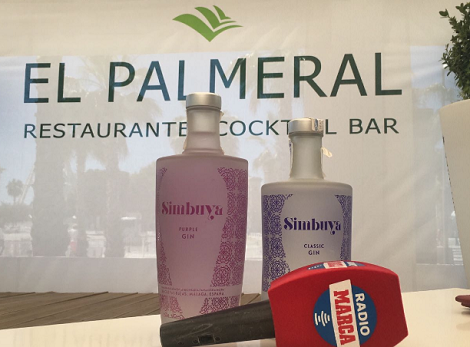 EL PALMERAL
RESTAURANTE COCKTAIL BAR
Simbuya
PURPLE
GIN
Simbuya
CLASSIC
GIN
RADIO
MARCA